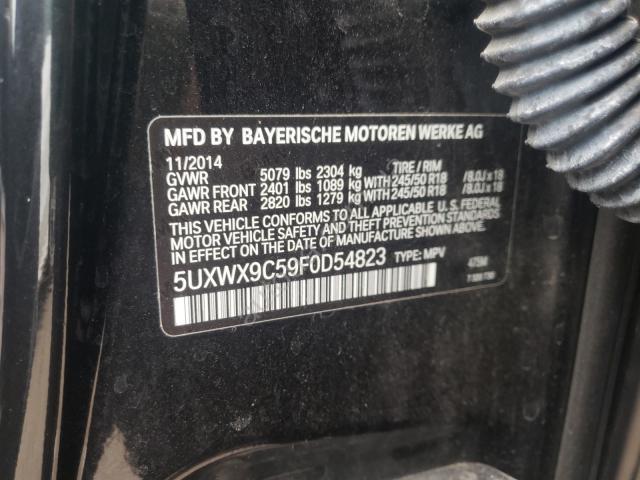 MFD BY BAYERISCHE MOTOREN WERKE AG
11/2014 TIRE / RIM
GVWR 5079 lbs 2304 kg
GAWR FRONT 2401 lbs 1089 kg WITH 245/50 R18 /8.0J x 18
GAWR REAR 2820 lbs 1279 kg WITH 245/50 R18 /8.0J x 18
THIS VEHICLE CONFORMS TO ALL APPLICABLE U.S. FEDERAL
MOTOR VEHICLE SAFETY AND THEFT PREVENTION STANDARDS
IN EFFECT ON THE DATE OF MANUFACTURE SHOWN ABOVE.
5UXWX9C59F0D54823 TYPE: MPV